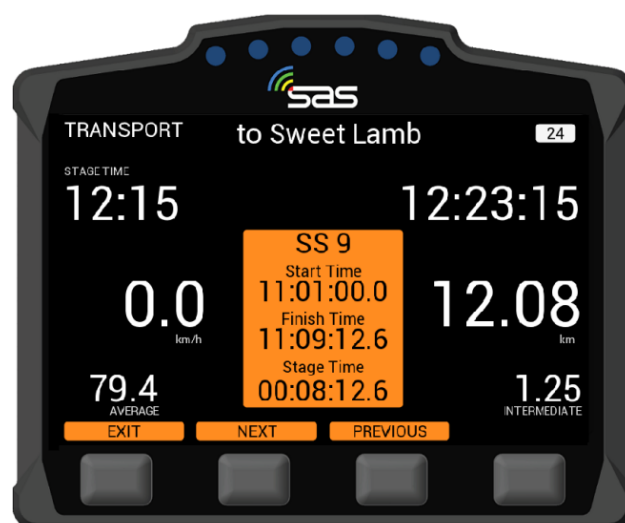 sas
TRANSPORT to Sweet Lamb 24
STAGE TIME
12:15 12:23:15
SS 9
Start Time
11:01:00.0
Finish Time
11:09:12.6
Stage Time
00:08:12.6
0.0
km/h
12.08
km
79.4
AVERAGE
1.25
INTERMEDIATE
EXIT NEXT PREVIOUS